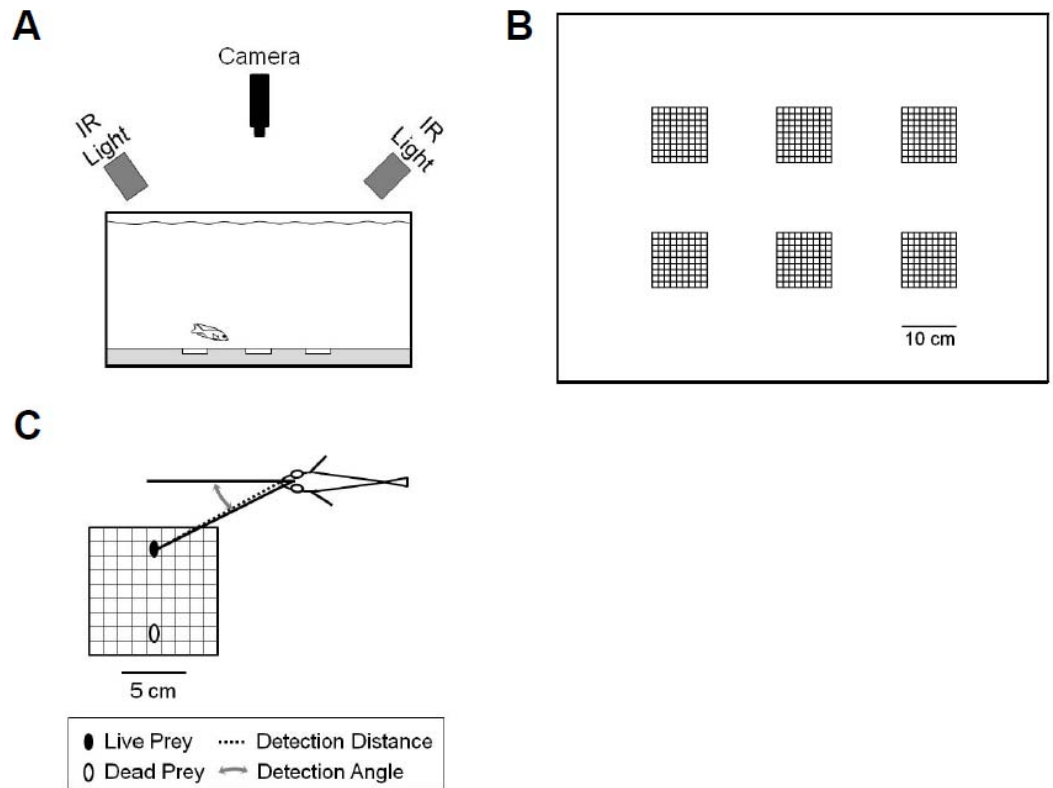 A
Camera
IR
Light
IR
Light
B
10 cm
C
5 cm
Live Prey
Detection Distance
Dead Prey
Detection Angle